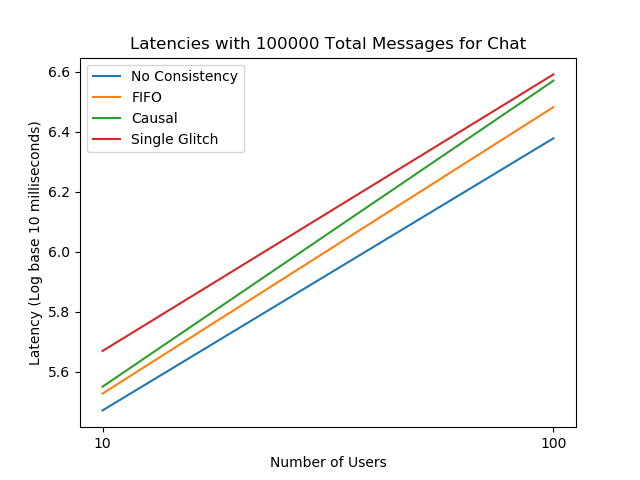 Latencies with 100000 Total Messages for Chat
No Consistency
FIFO
Causal
Single Glitch
Latency (Log base 10 milliseconds)
6.6
6.4
6.2
6.0
5.8
5.6
10
100
Number of Users